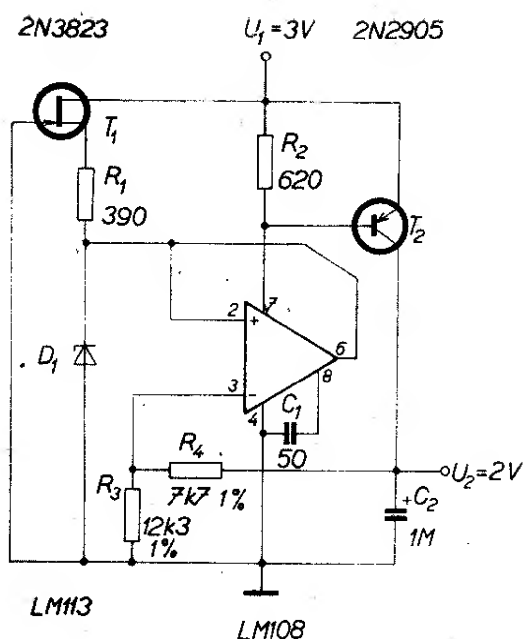 2N3823
U1=3V
2N2905
T1
R1
390
R2
620
T2
D1
2
+
7
6
3
-
8
4
C1
50
R4
7k7 1%
U2=2V
R3
12k3
1%
+C2
1M
LM113
LM108